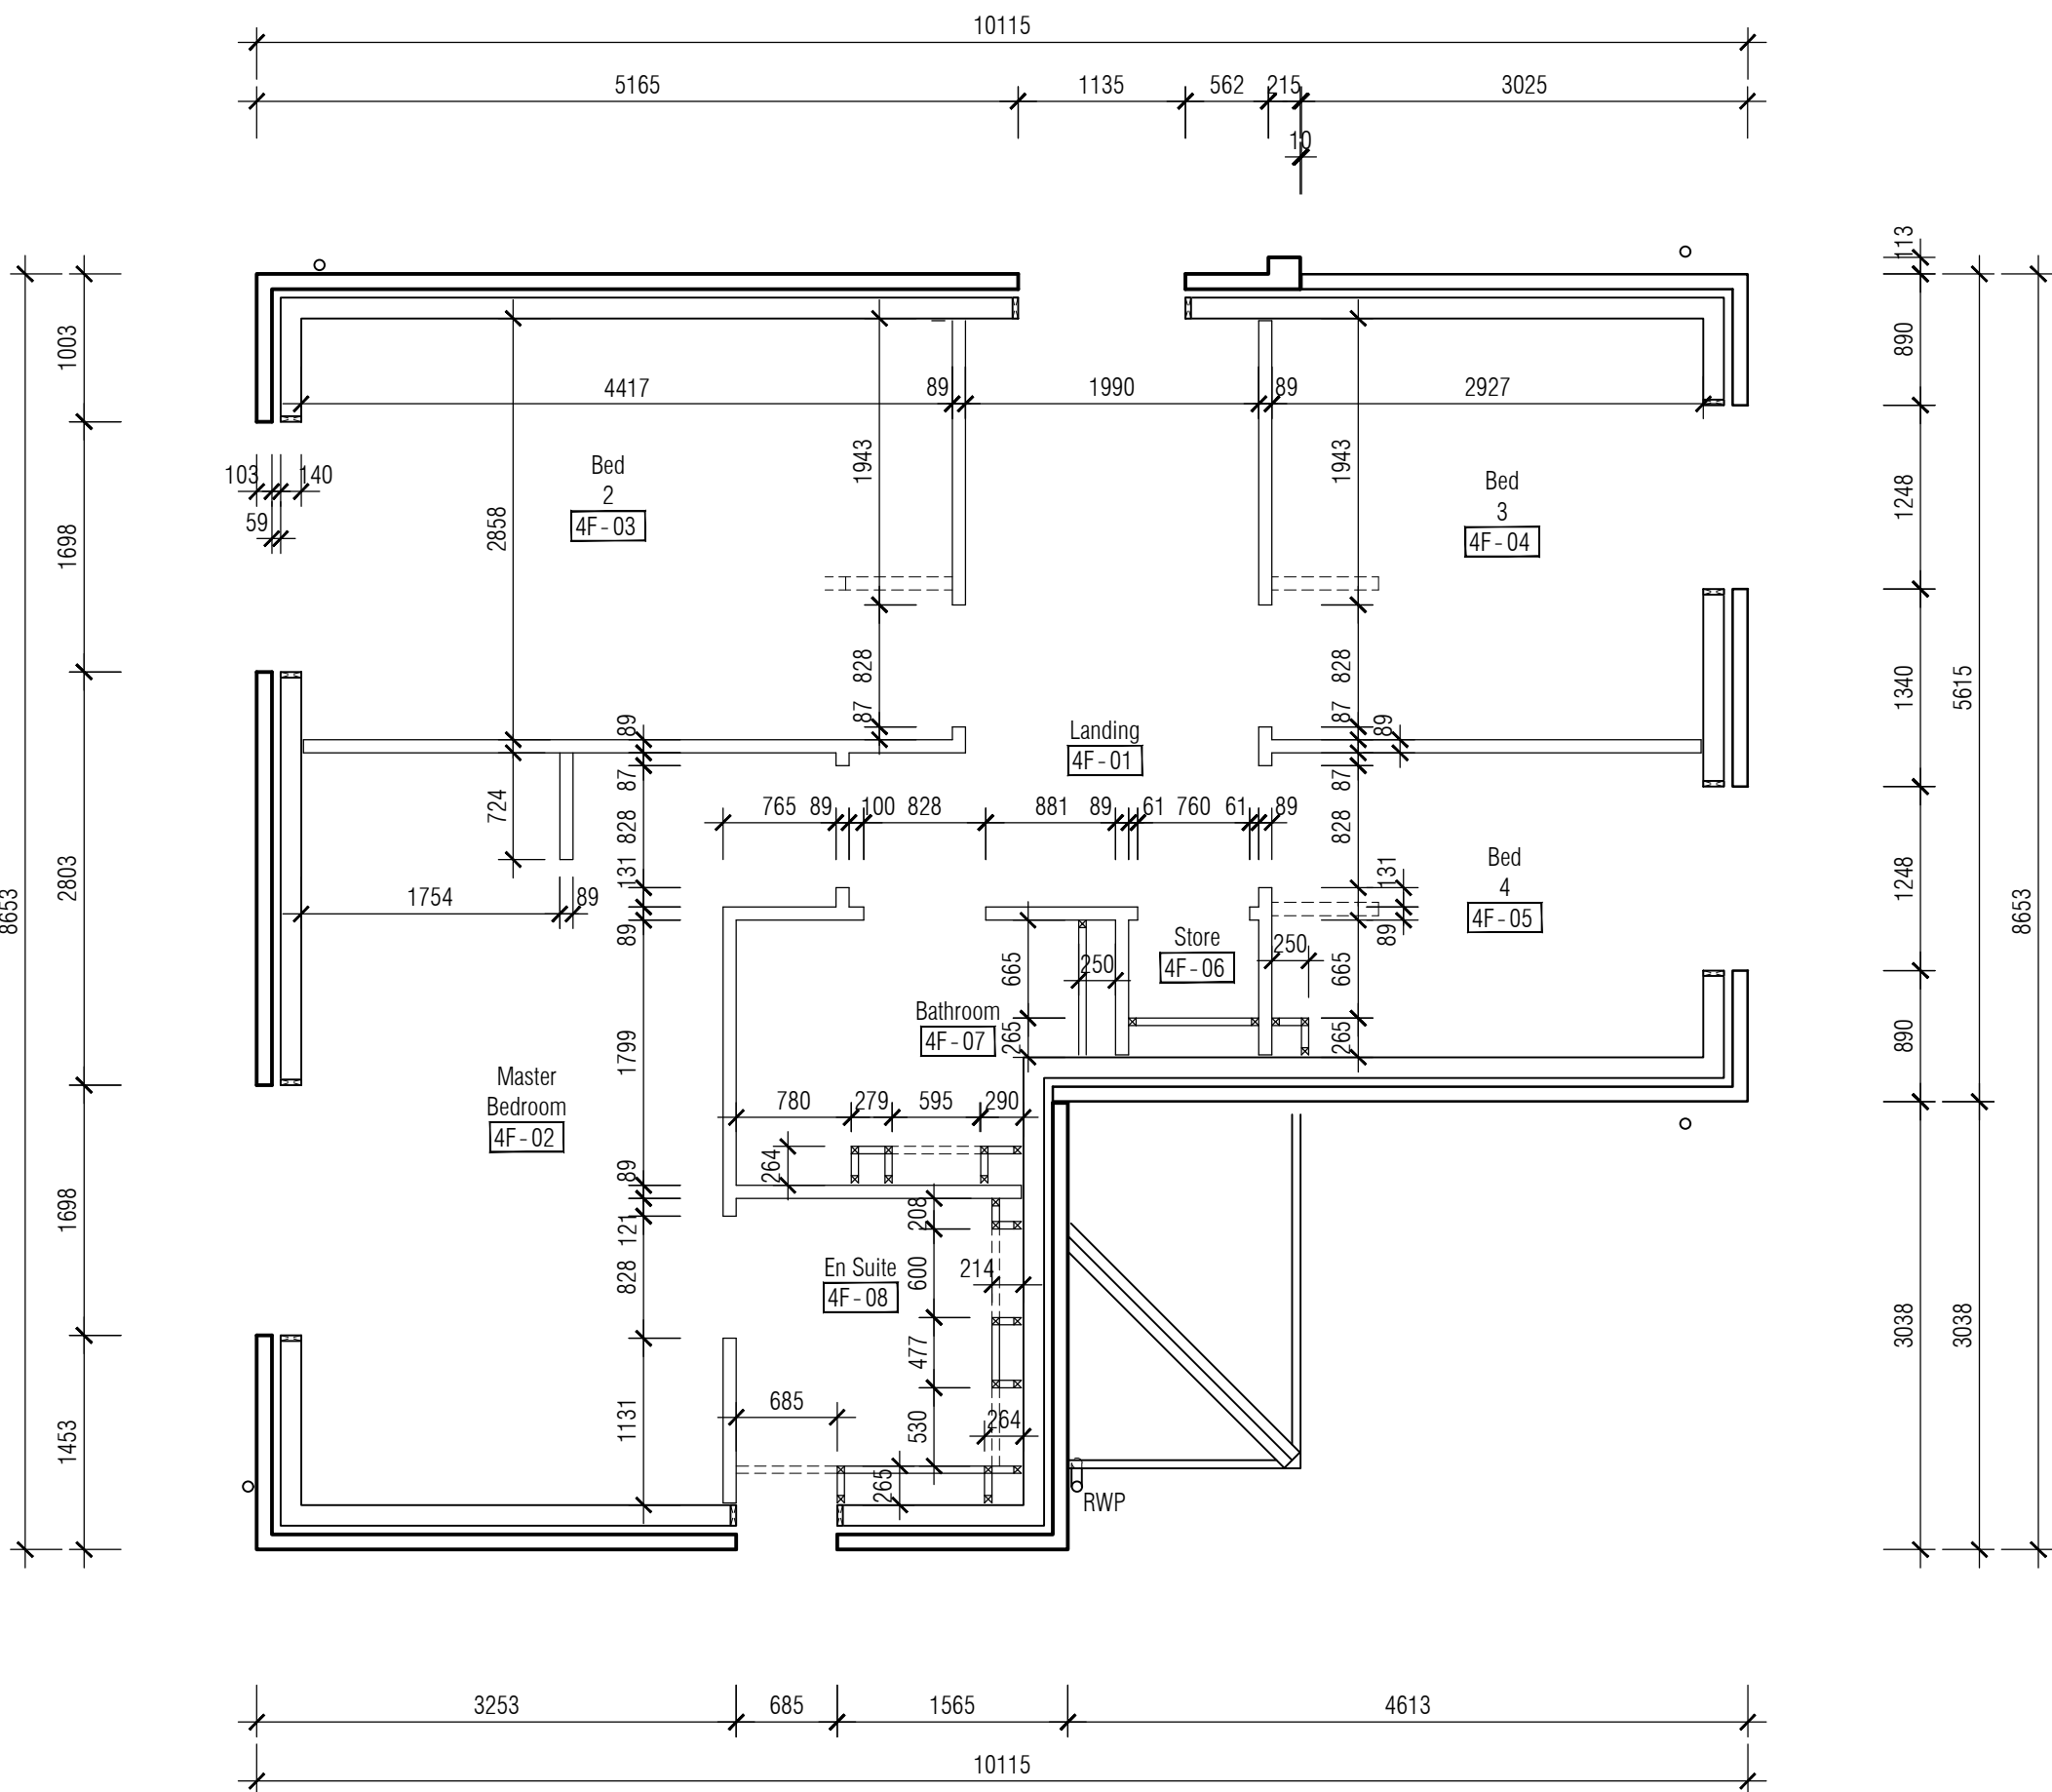 10115
5165 1135 562 215 3025
10
113
1003
890
4417 89 1990 89 2927
1943
1943
Bed
2
4F-03
Bed
3
4F-04
103 140
59
2858
1698
1248
828
828
87
87
89
89
1340
5615
Landing
4F-01
724
87
87
765 89 100 828 881 89 61 760 61 89
828
828
8653
2803
131
131
Bed
4
4F-05
1248
8653
1754 89
89
89
Store
4F-06
250
250
665
665
Bathroom
4F-07
265
265
890
1799
Master
Bedroom
4F-02
780 279 595 290
264
89
208
121
1698
En Suite
4F-08
214
600
828
3038
3038
477
685
264
530
1131
1453
265
RWP
3253 685 1565 4613
10115